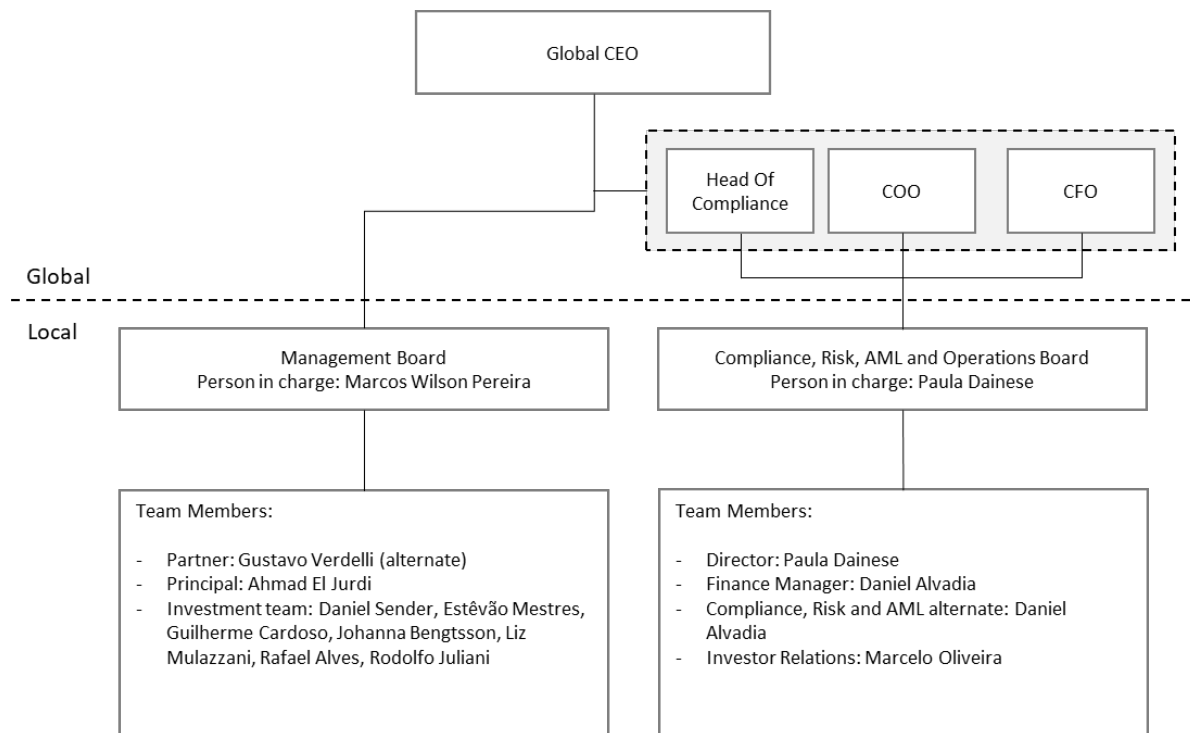 Global CEO
Head Of
Compliance
COO
CFO
Global
Local
Management Board
Person in charge: Marcos Wilson Pereira
Compliance, Risk, AML and Operations Board
Person in charge: Paula Dainese
Team Members:
- Partner: Gustavo Verdelli (alternate)
- Principal: Ahmad El Jurdi
- Investment team: Daniel Sender, Estêvão Mestres,
Guilherme Cardoso, Johanna Bengtsson, Liz
Mulazzani, Rafael Alves, Rodolfo Juliani
Team Members:
- Director: Paula Dainese
- Finance Manager: Daniel Alvadia
- Compliance, Risk and AML alternate: Daniel
Alvadia
- Investor Relations: Marcelo Oliveira